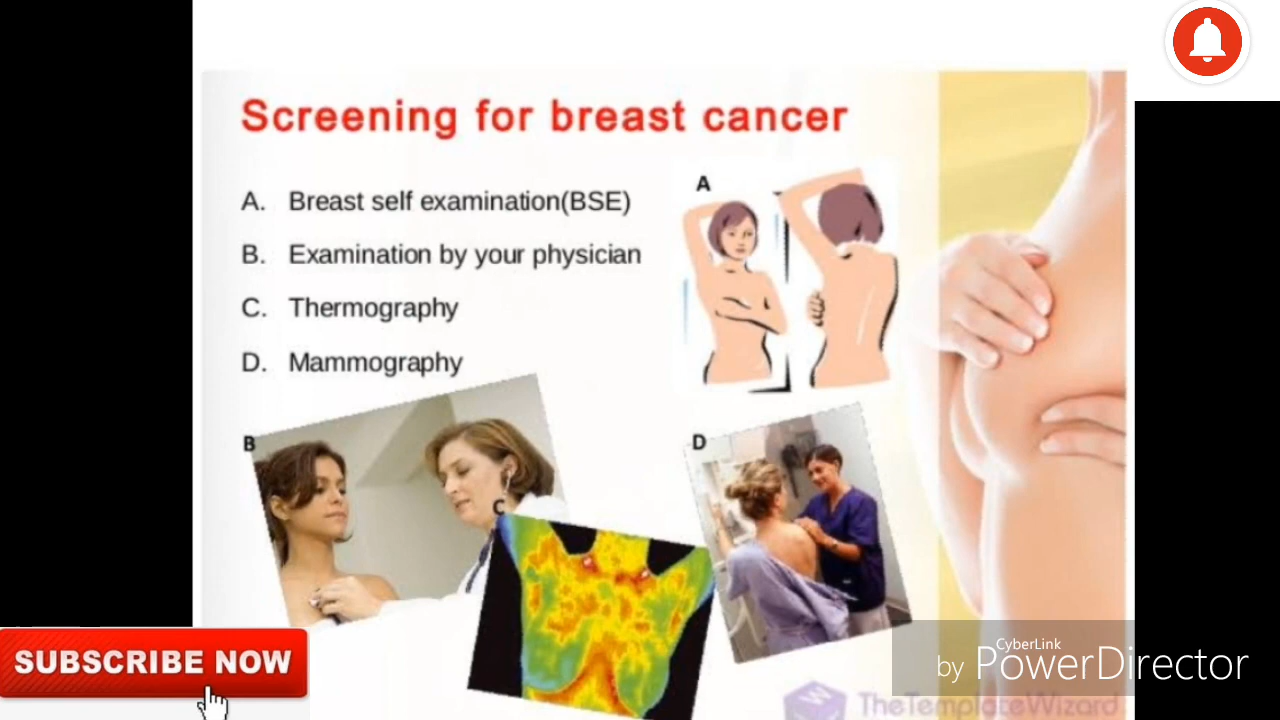 Screening for breast cancer
A. Breast self examination(BSE)
B. Examination by your physician
C. Thermography
D. Mammography
A
B
C
D
SUBSCRIBE NOW
CyberLink
by PowerDirector
W
TheTemplateWizard